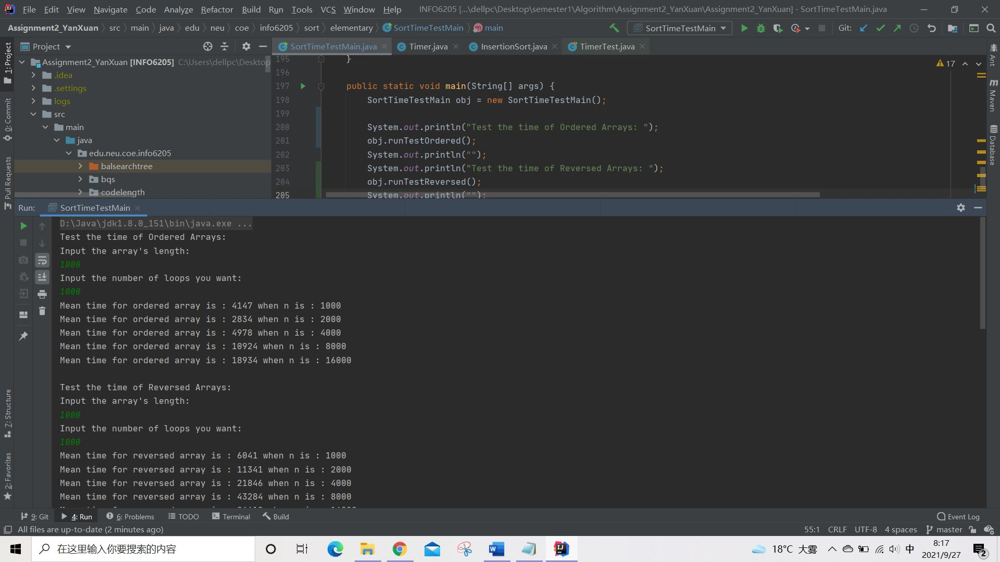 File Edit View Navigate Code Analyze Refactor Build Run Tools VCS Window Help INFO6205 [...\dellpc\Desktop\semester1\Algorithm\Assignment2_YanXuan\Assignment2_YanXuan] - SortTimeTestMain.java
Assignment2_YanXuan src main java edu neu coe info6205 sort elementary SortTimeTestMain main SortTimeTestMain Git:
Project SortTimeTestMain.java Timer.java InsertionSort.java TimerTest.java
Assignment2_YanXuan [INFO6205] C:\Users\dellpc\Desktop
.idea
.settings
logs
src
main
java
edu.neu.coe.info6205
balsearchtree
bqs
codelength
195 }
196
197 public static void main(String[] args) {
198 SortTimeTestMain obj = new SortTimeTestMain();
199
200 System.out.println("Test the time of Ordered Arrays: ");
201 obj.runTestOrdered();
202 System.out.println("");
203 System.out.println("Test the time of Reversed Arrays: ");
204 obj.runTestReversed();
205 System.out.println("");
17
1: Project
0: Commit
Pull Requests
7: Structure
2: Favorites
Ant
Maven
Database
Run: SortTimeTestMain
D:\Java\jdk1.8.0_151\bin\java.exe ...
Test the time of Ordered Arrays:
Input the array's length:
1000
Input the number of loops you want:
1000
Mean time for ordered array is : 4147 when n is : 1000
Mean time for ordered array is : 2834 when n is : 2000
Mean time for ordered array is : 4978 when n is : 4000
Mean time for ordered array is : 10924 when n is : 8000
Mean time for ordered array is : 18934 when n is : 16000
Test the time of Reversed Arrays:
Input the array's length:
1000
Input the number of loops you want:
1000
Mean time for reversed array is : 6041 when n is : 1000
Mean time for reversed array is : 11341 when n is : 2000
Mean time for reversed array is : 21846 when n is : 4000
Mean time for reversed array is : 43284 when n is : 8000
9: Git 4: Run 6: Problems TODO Terminal Build Event Log
All files are up-to-date (2 minutes ago) 55:1 CRLF UTF-8 4 spaces master
在这里输入你要搜索的内容 18°C 大雾 中 8:17
2021/9/27 2